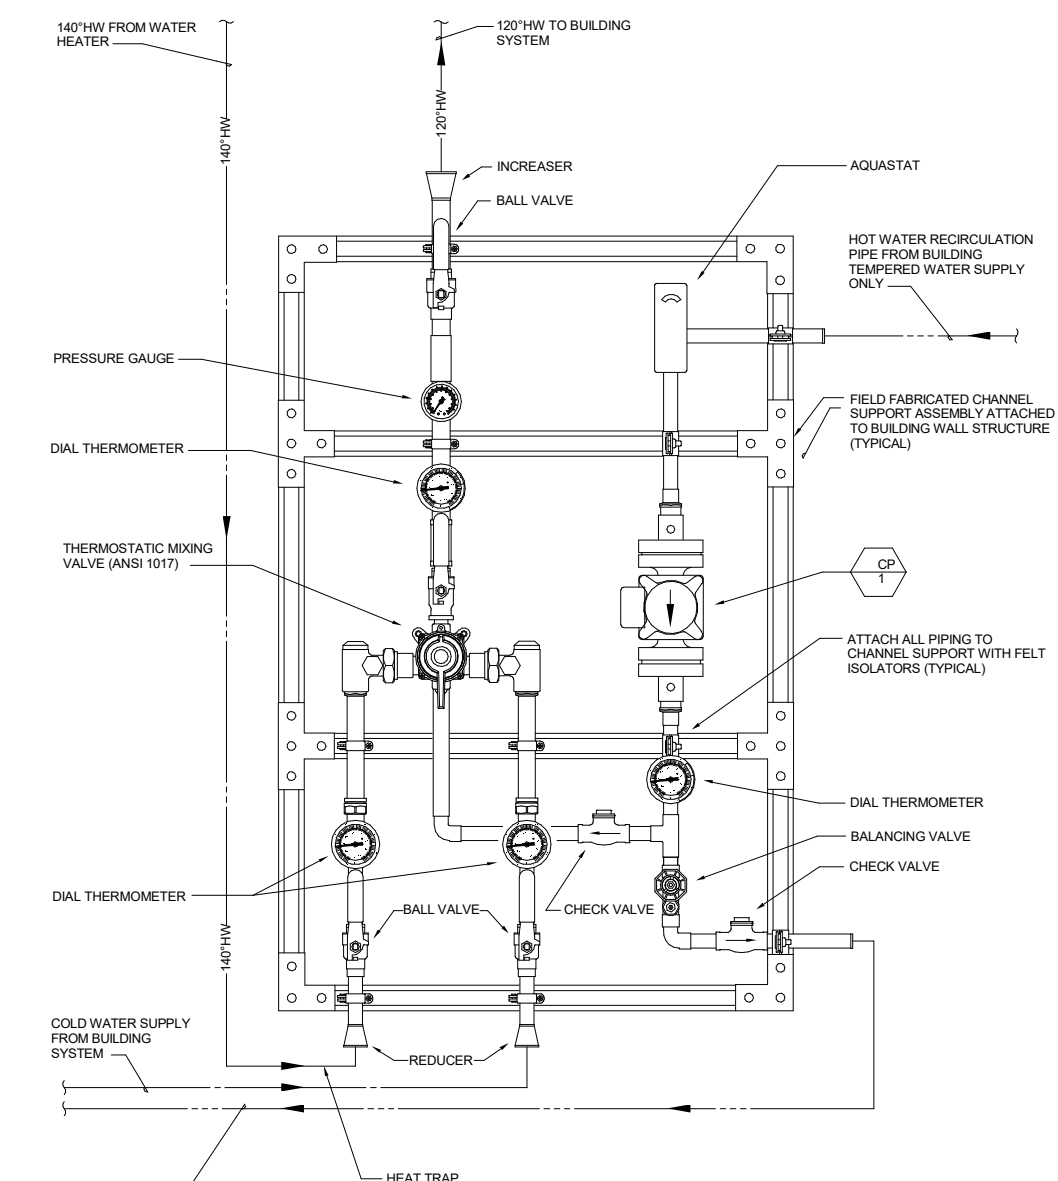 140°HW FROM WATER
HEATER
120°HW TO BUILDING
SYSTEM
140°HW
120°HW
INCREASER
AQUASTAT
BALL VALVE
HOT WATER RECIRCULATION
PIPE FROM BUILDING
TEMPERED WATER SUPPLY
ONLY
PRESSURE GAUGE
FIELD FABRICATED CHANNEL
SUPPORT ASSEMBLY ATTACHED
TO BUILDING WALL STRUCTURE
(TYPICAL)
DIAL THERMOMETER
THERMOSTATIC MIXING
VALVE (ANSI 1017)
CP
1
ATTACH ALL PIPING TO
CHANNEL SUPPORT WITH FELT
ISOLATORS (TYPICAL)
DIAL THERMOMETER
BALANCING VALVE
CHECK VALVE
DIAL THERMOMETER
BALL VALVE
CHECK VALVE
140°HW
COLD WATER SUPPLY
FROM BUILDING
SYSTEM
REDUCER
HEAT TRAP